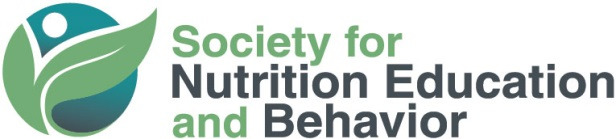 Society for
Nutrition Education
and Behavior